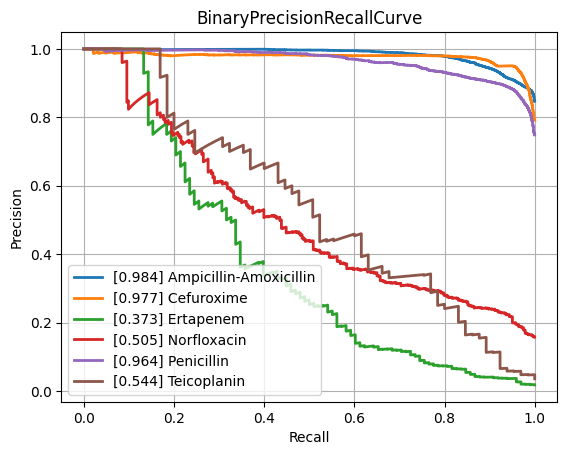 BinaryPrecisionRecallCurve
Precision
1.0
0.8
0.6
0.4
0.2
0.0
[0.984] Ampicillin-Amoxicillin
[0.977] Cefuroxime
[0.373] Ertapenem
[0.505] Norfloxacin
[0.964] Penicillin
[0.544] Teicoplanin
0.0 0.2 0.4 0.6 0.8 1.0
Recall